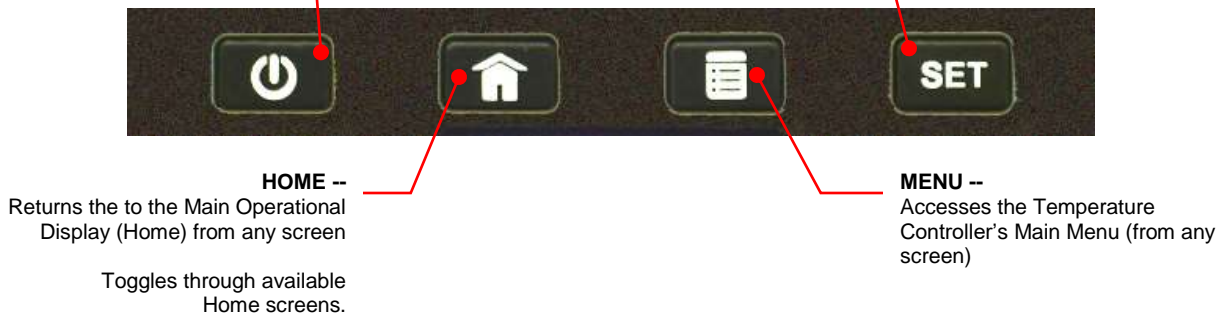 SET
HOME --
Returns the to the Main Operational
Display (Home) from any screen
Toggles through available
Home screens.
MENU --
Accesses the Temperature
Controller's Main Menu (from any
screen)